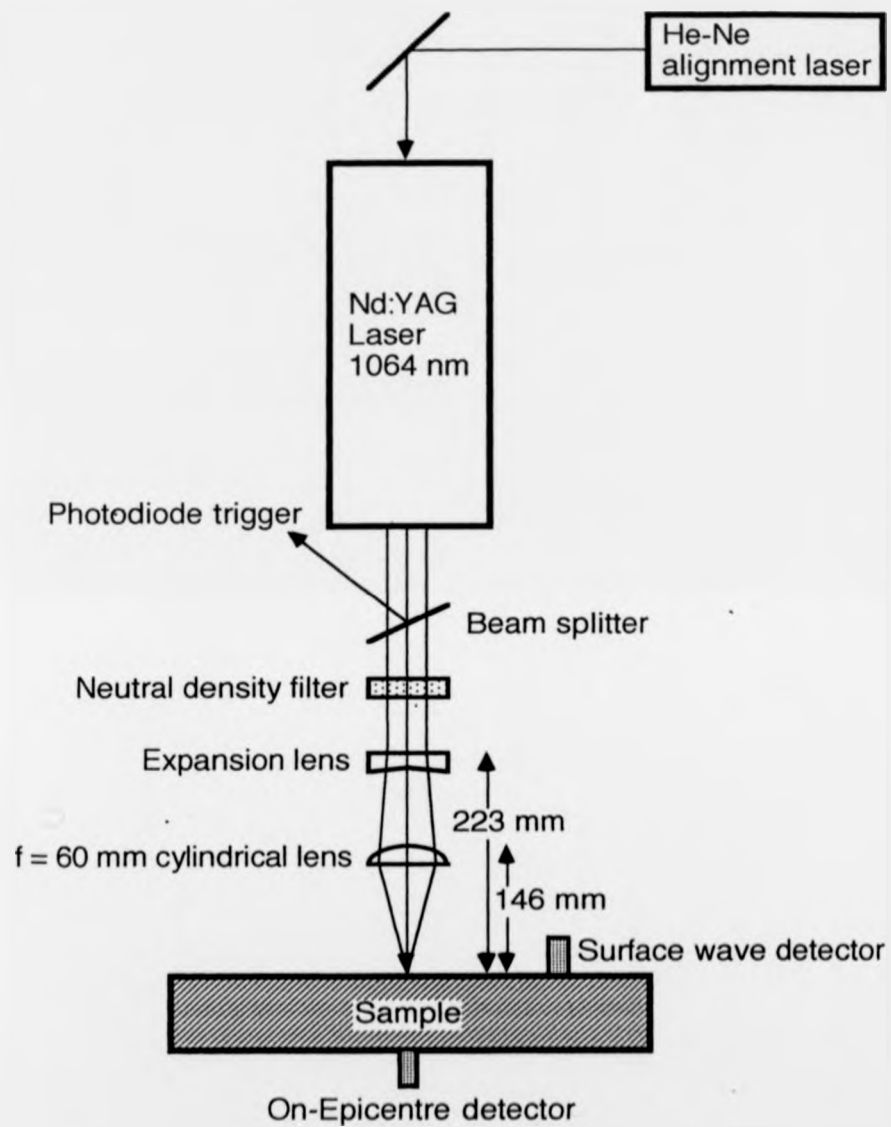 He-Ne
alignment laser
Nd:YAG
Laser
1064 nm
Photodiode trigger
Beam splitter
Neutral density filter
Expansion lens
223 mm
f = 60 mm cylindrical lens
146 mm
Surface wave detector
Sample
On-Epicentre detector